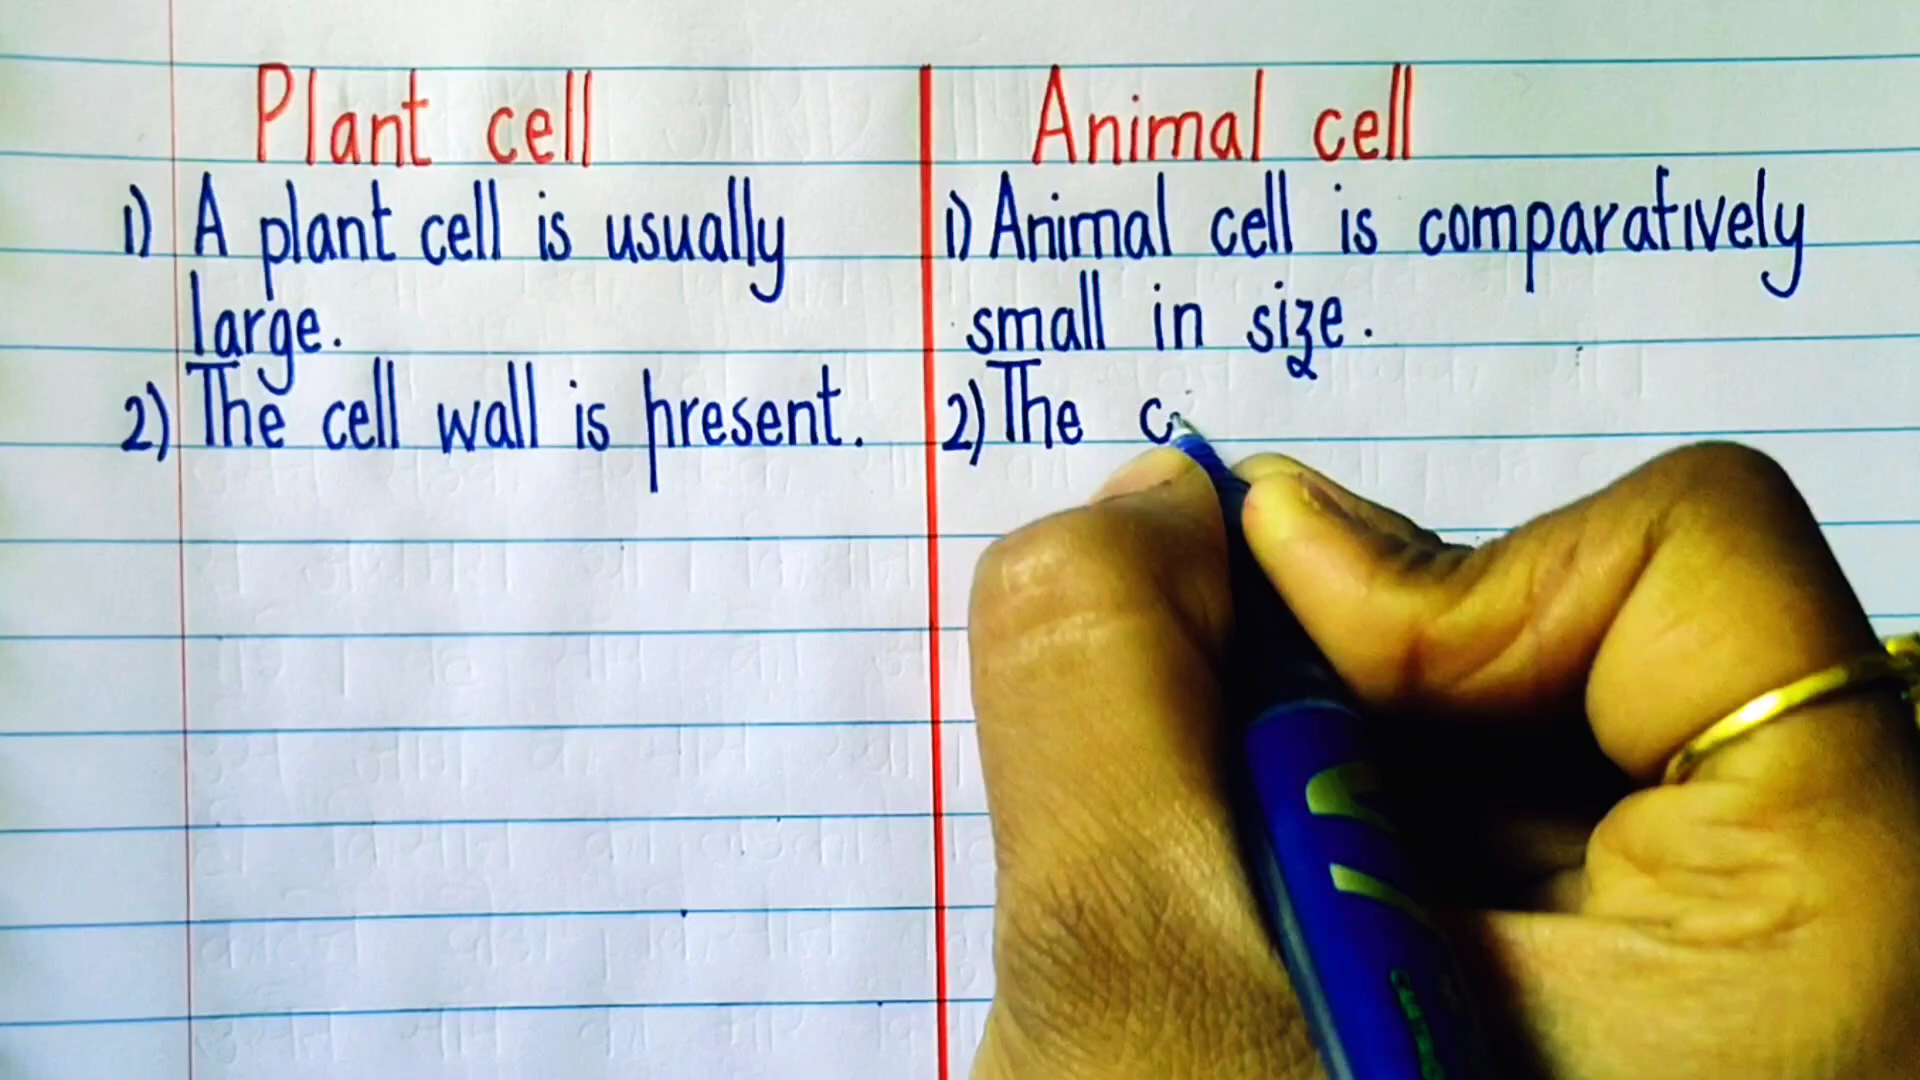 Plant cell
Animal cell
1) A plant cell is usually
large.
2) The cell wall is present.
1) Animal cell is comparatively
small in size.
2) The c